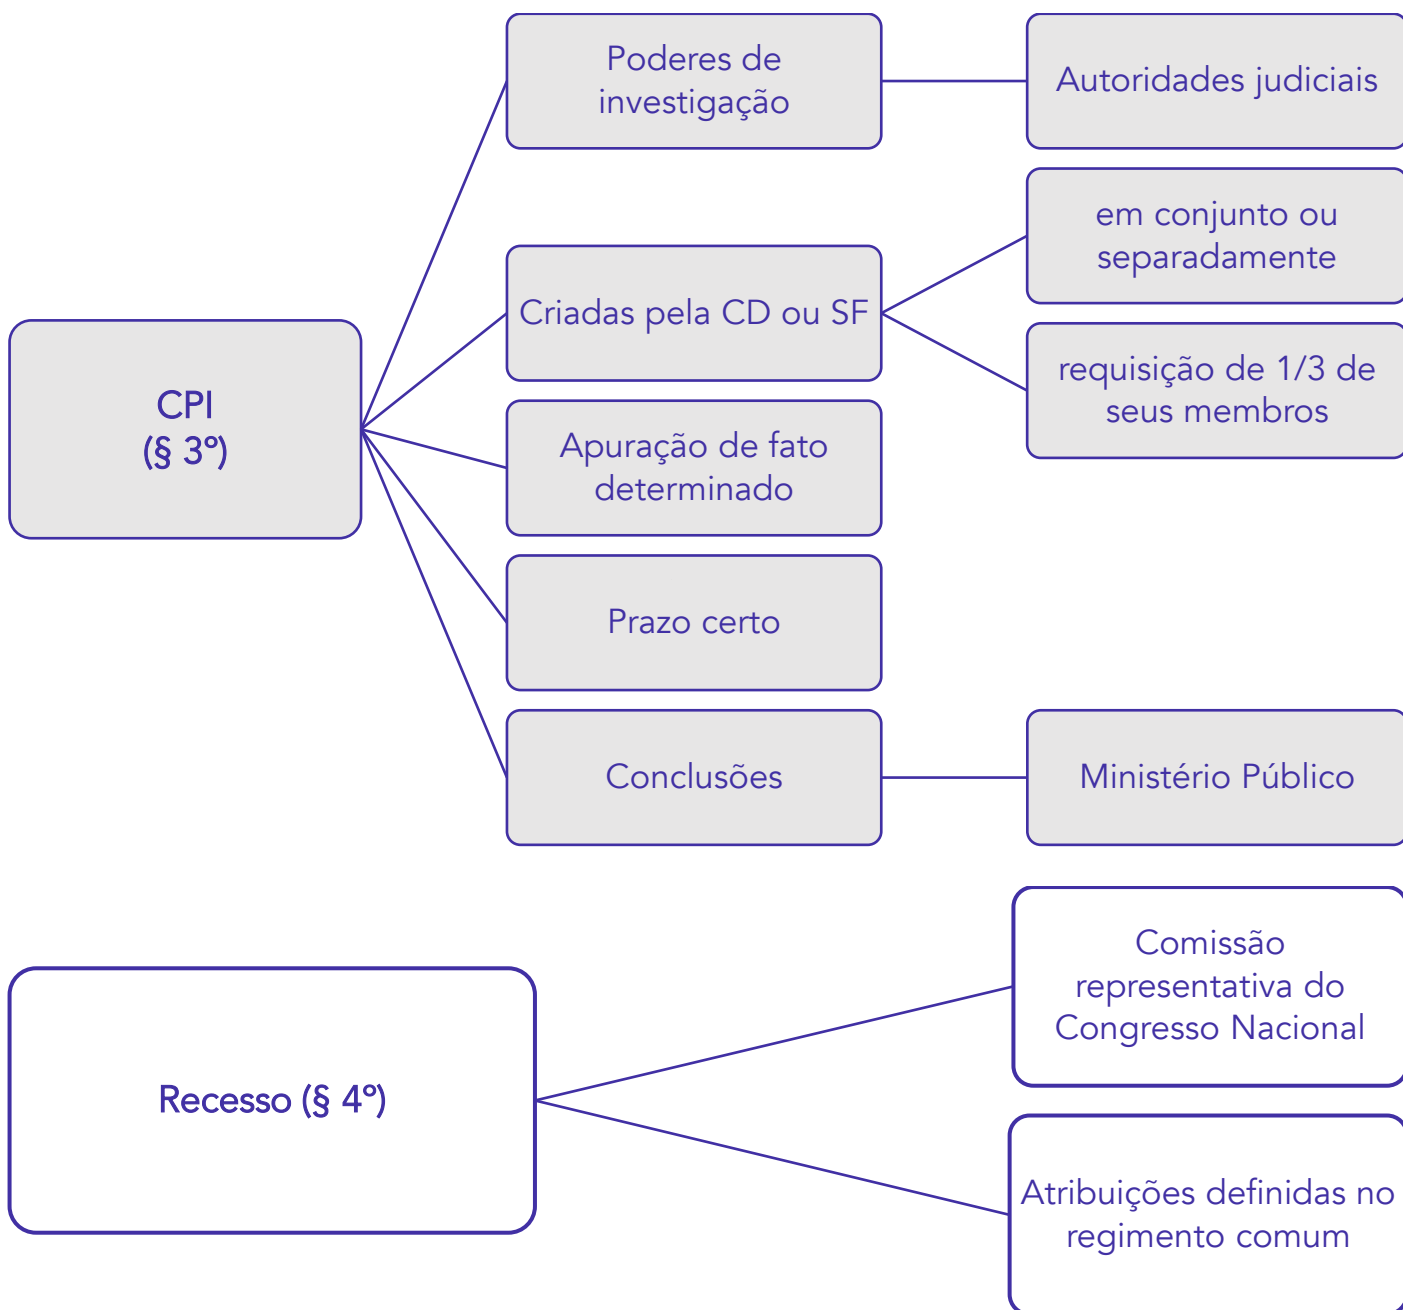 CPI
(§ 3º)
Poderes de
investigação
Autoridades judiciais
Criadas pela CD ou SF
em conjunto ou
separadamente
requisição de 1/3 de
seus membros
Apuração de fato
determinado
Prazo certo
Conclusões
Ministério Público
Recesso (§ 4º)
Comissão
representativa do
Congresso Nacional
Atribuições definidas no
regimento comum